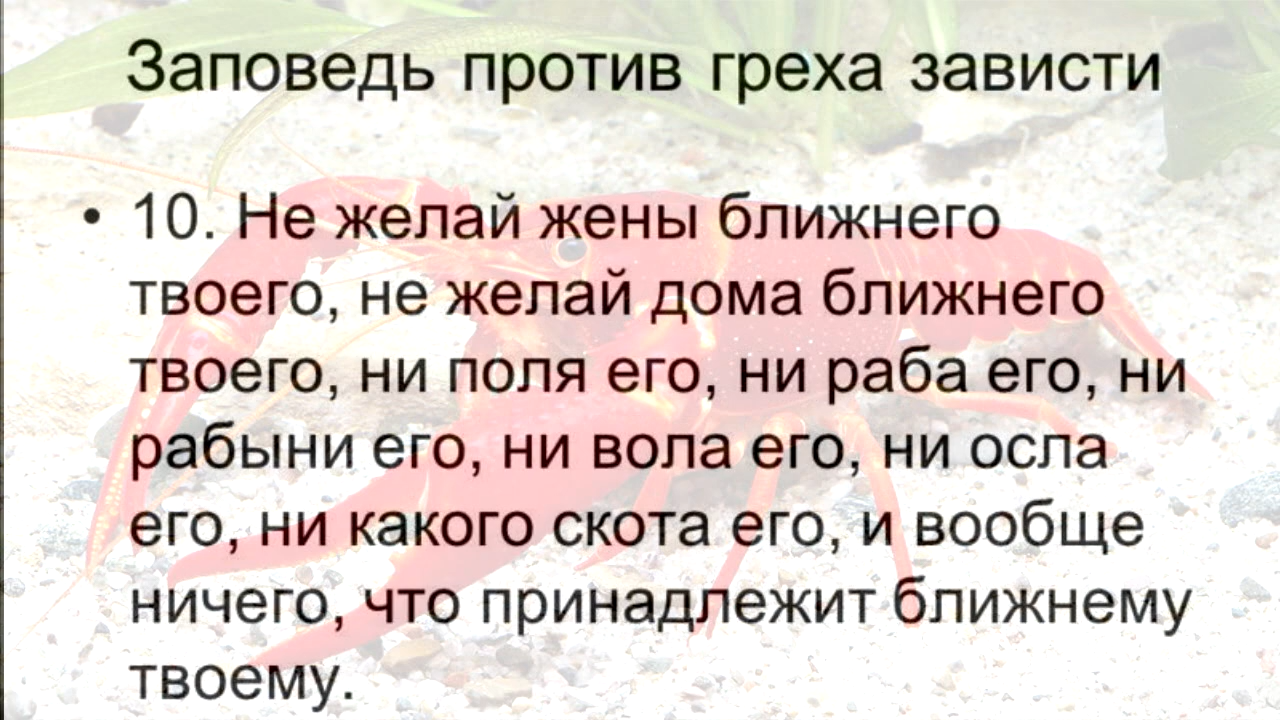 Заповедь против греха зависти
• 10. Не желай жены ближнего
твоего, не желай дома ближнего
твоего, ни поля его, ни раба его, ни
рабыни его, ни вола его, ни осла
его, ни какого скота его, и вообще
ничего, что принадлежит ближнему
твоему.